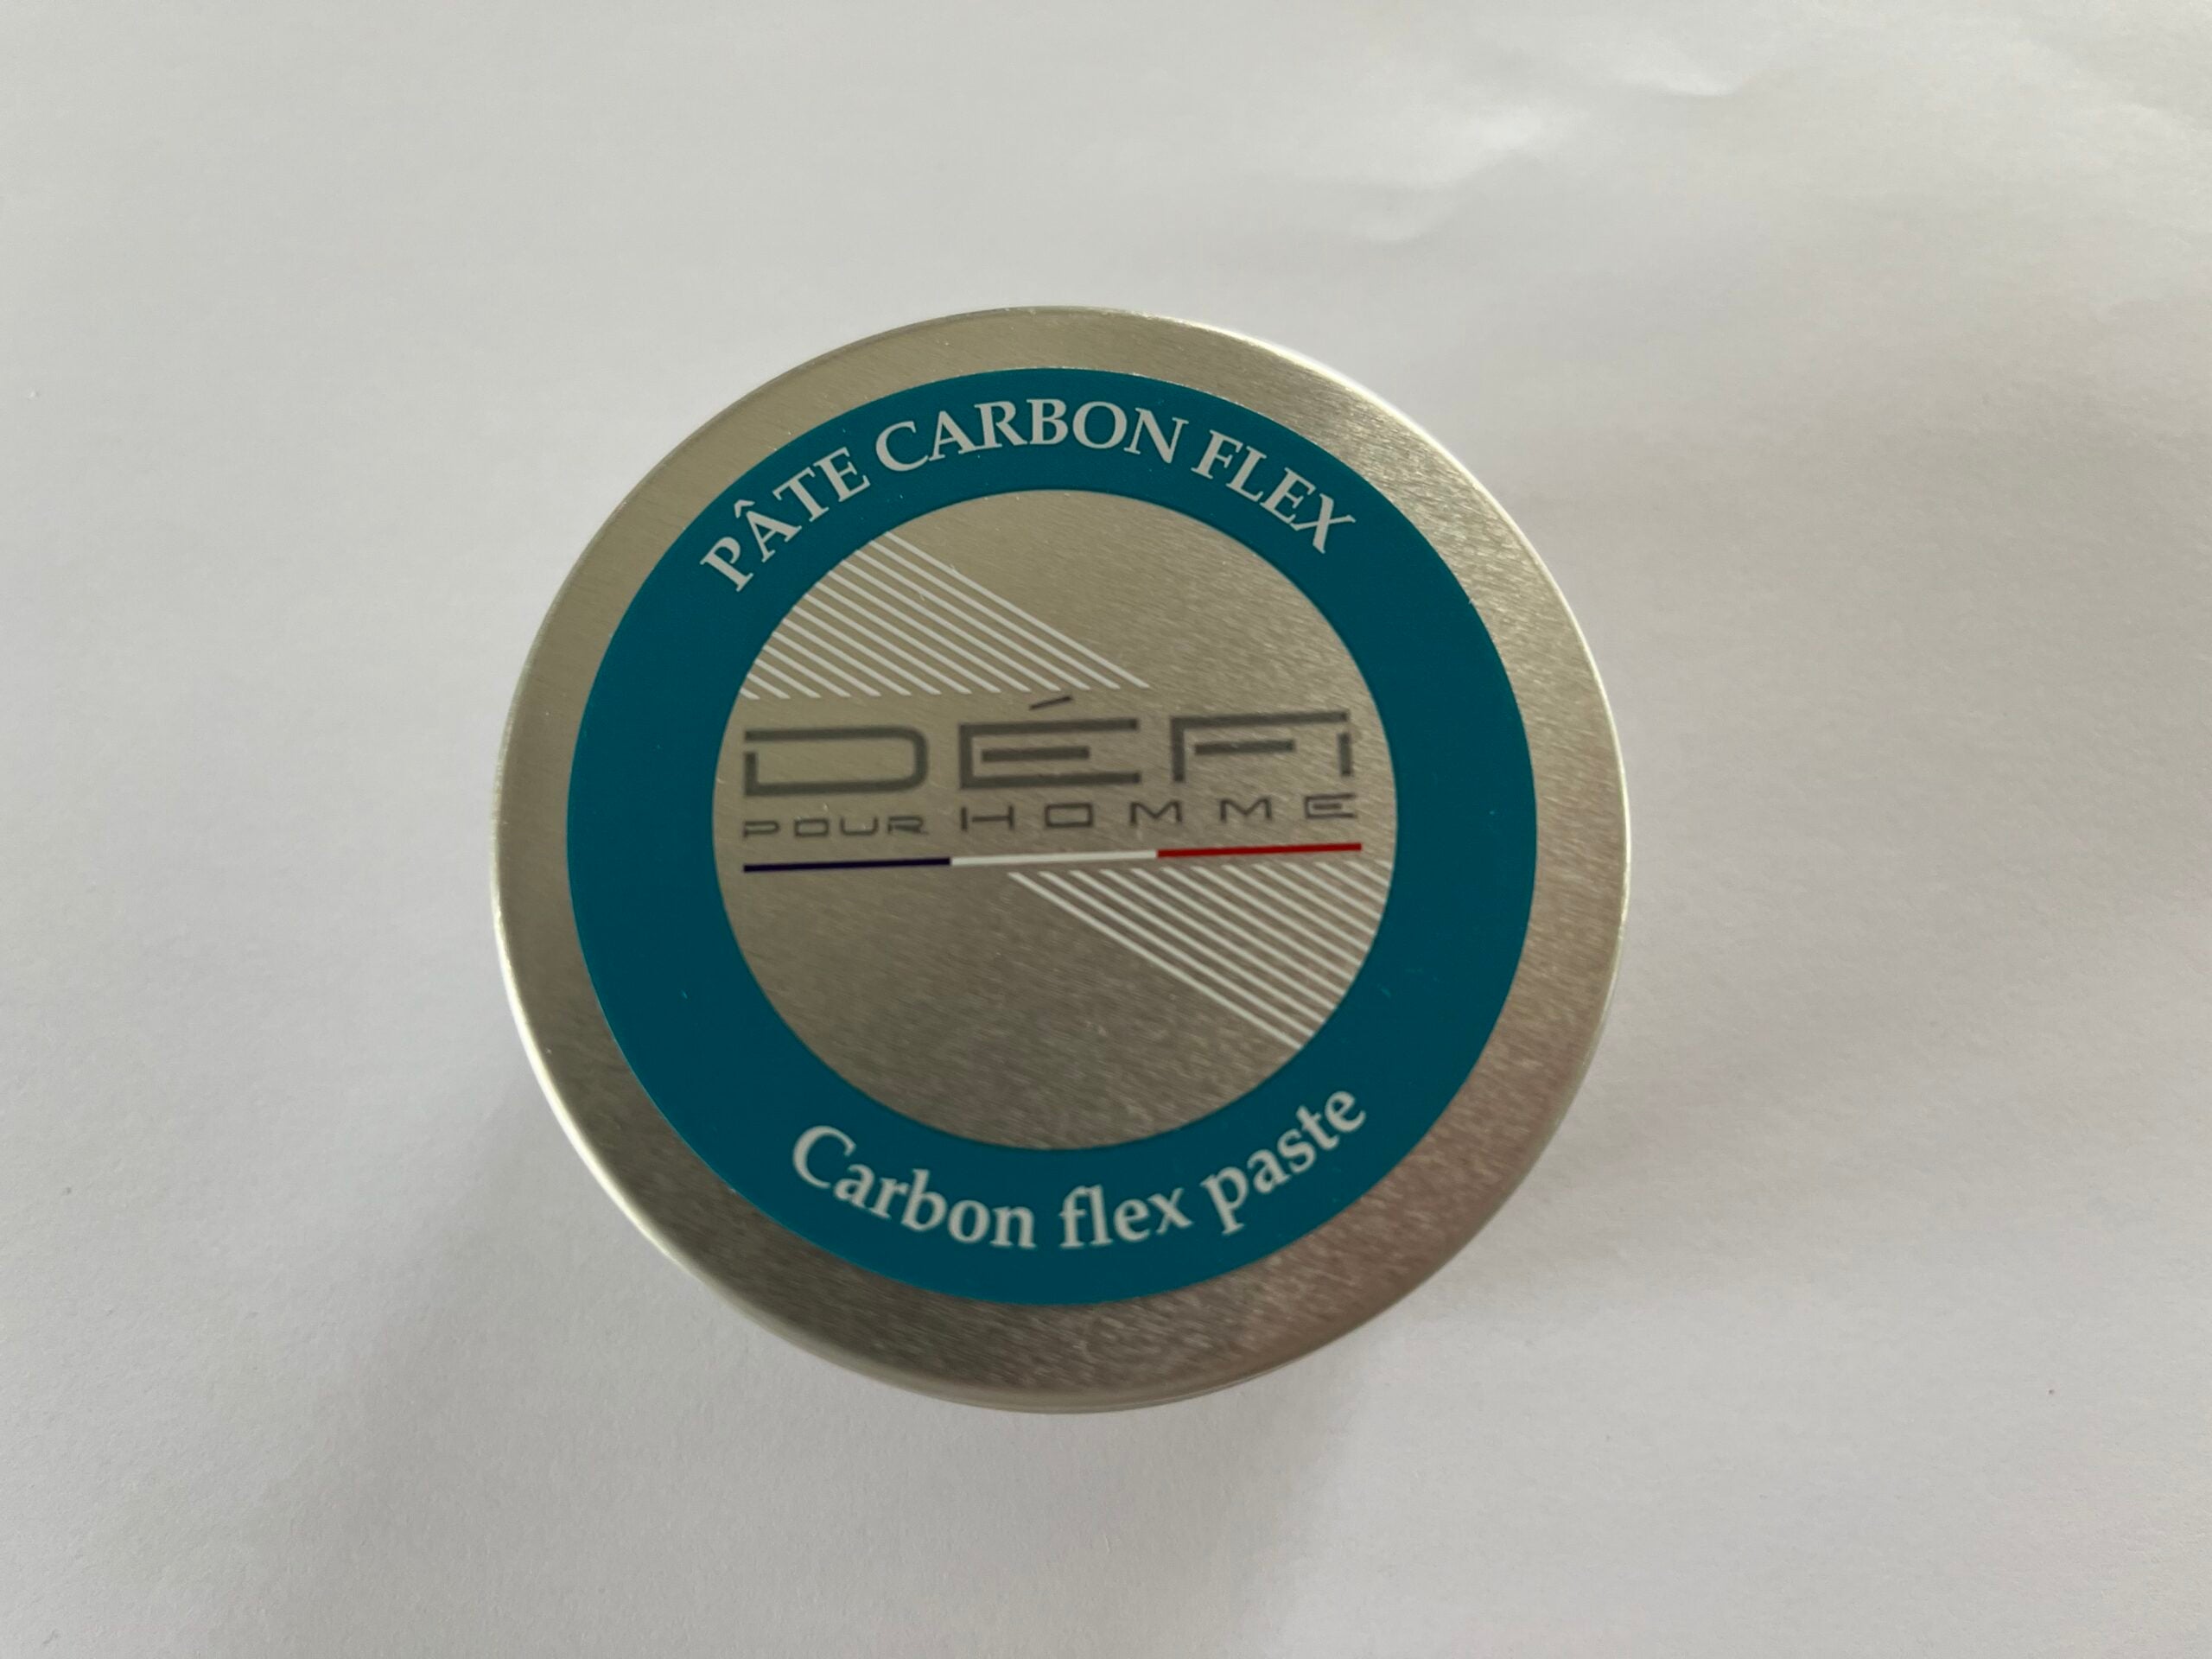 PÂTE CARBON FLEX
DÉFI
POUR HOMME
Carbon flex paste